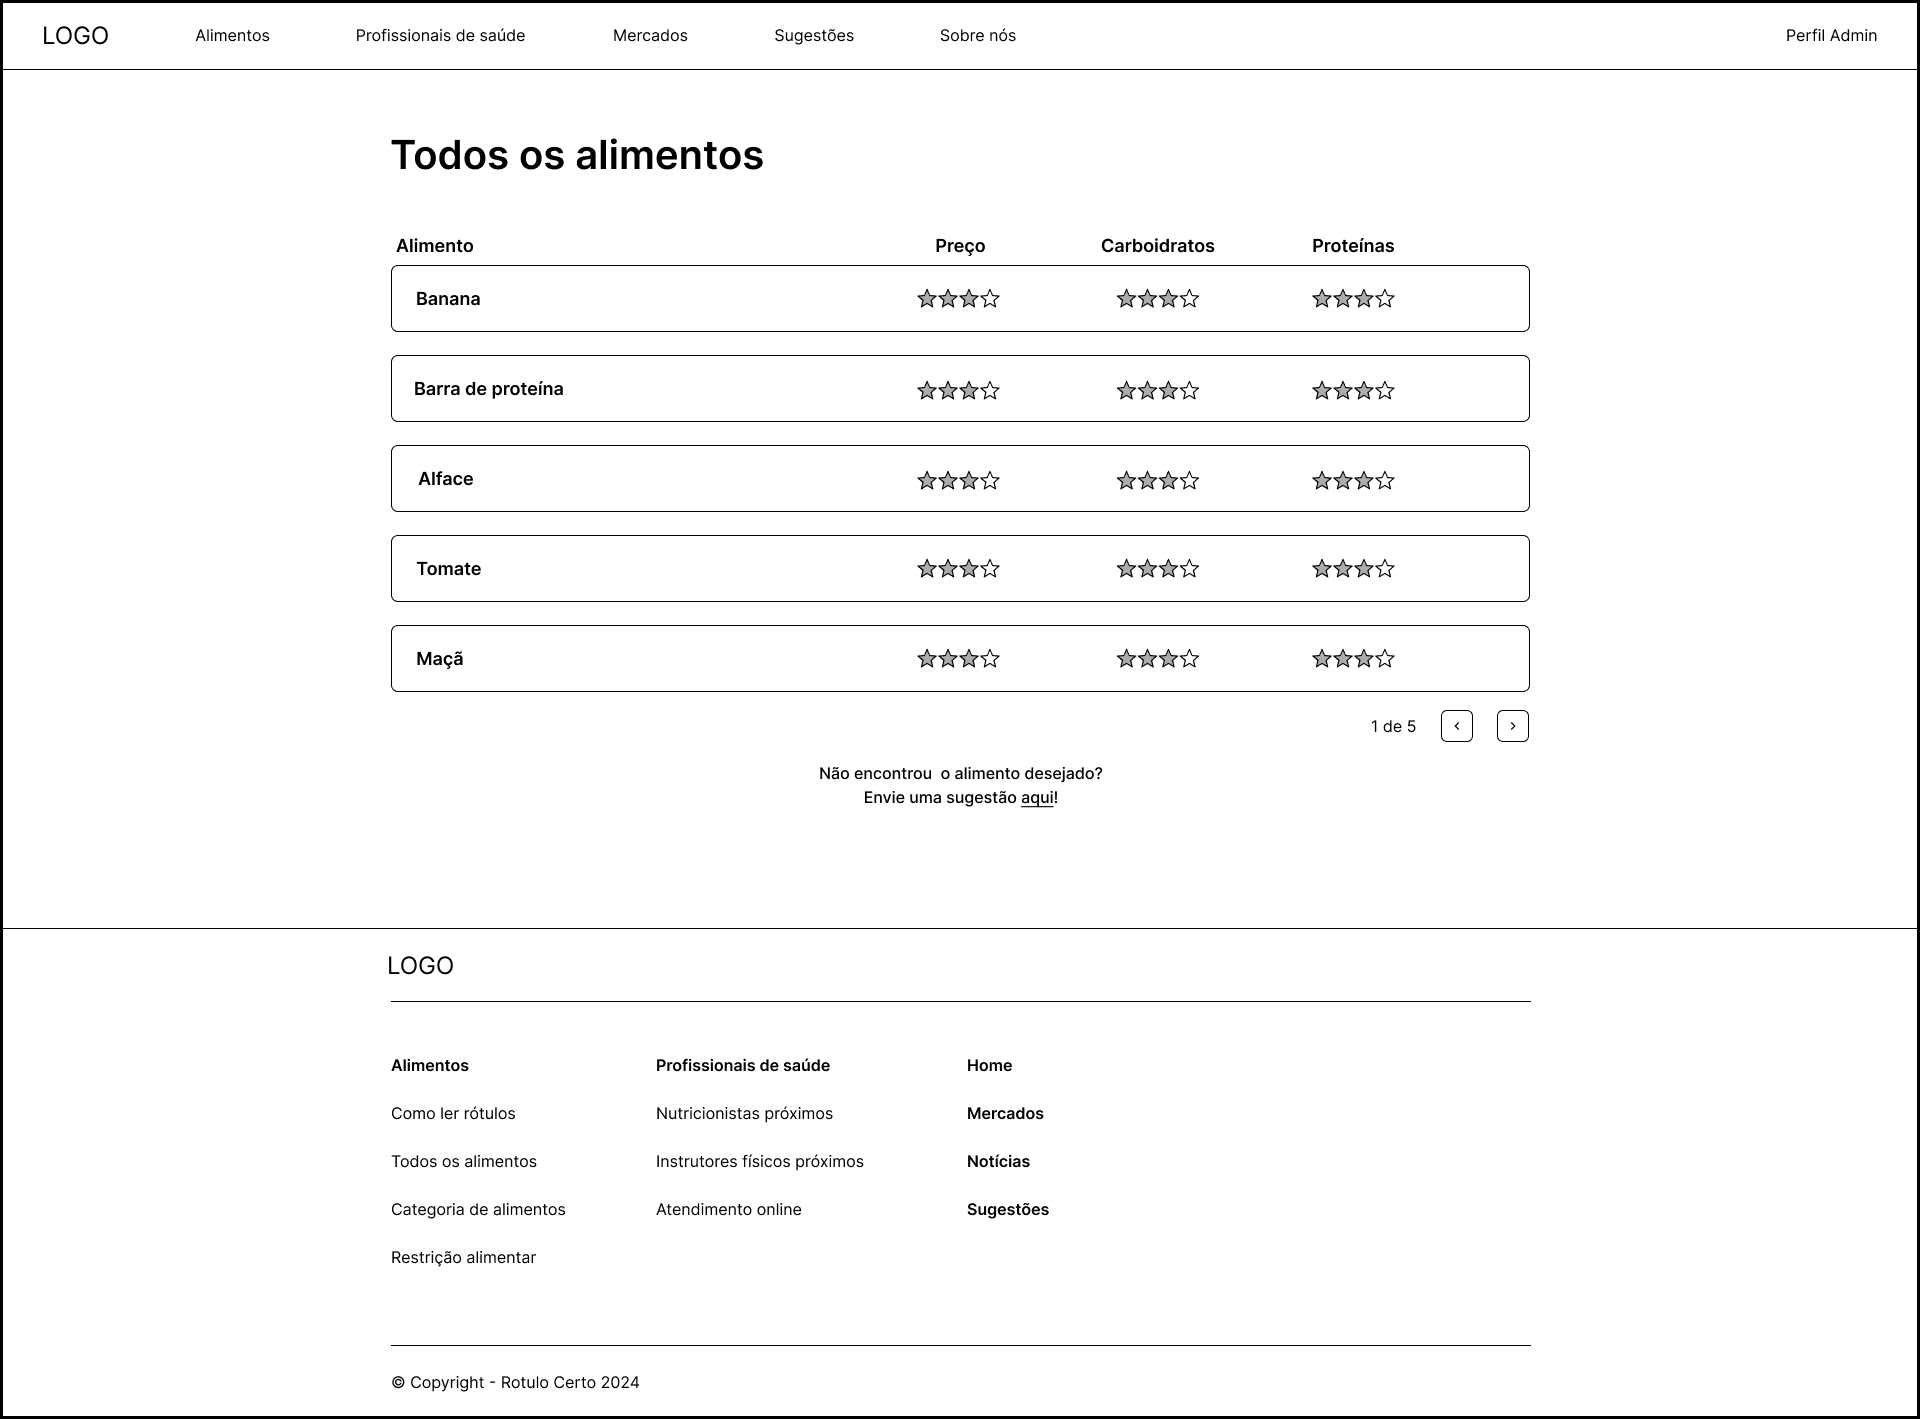 LOGO Alimentos Profissionais de saúde Mercados Sugestões Sobre nós Perfil Admin
Todos os alimentos
Alimento Preço Carboidratos Proteínas
Banana
Barra de proteína
Alface
Tomate
Maçã
1 de 5
Não encontrou  o alimento desejado?
Envie uma sugestão aqui!
LOGO
Alimentos Profissionais de saúde Home
Como ler rótulos Nutricionistas próximos Mercados
Todos os alimentos Instrutores físicos próximos Notícias
Categoria de alimentos Atendimento online Sugestões
Restrição alimentar
© Copyright - Rotulo Certo 2024